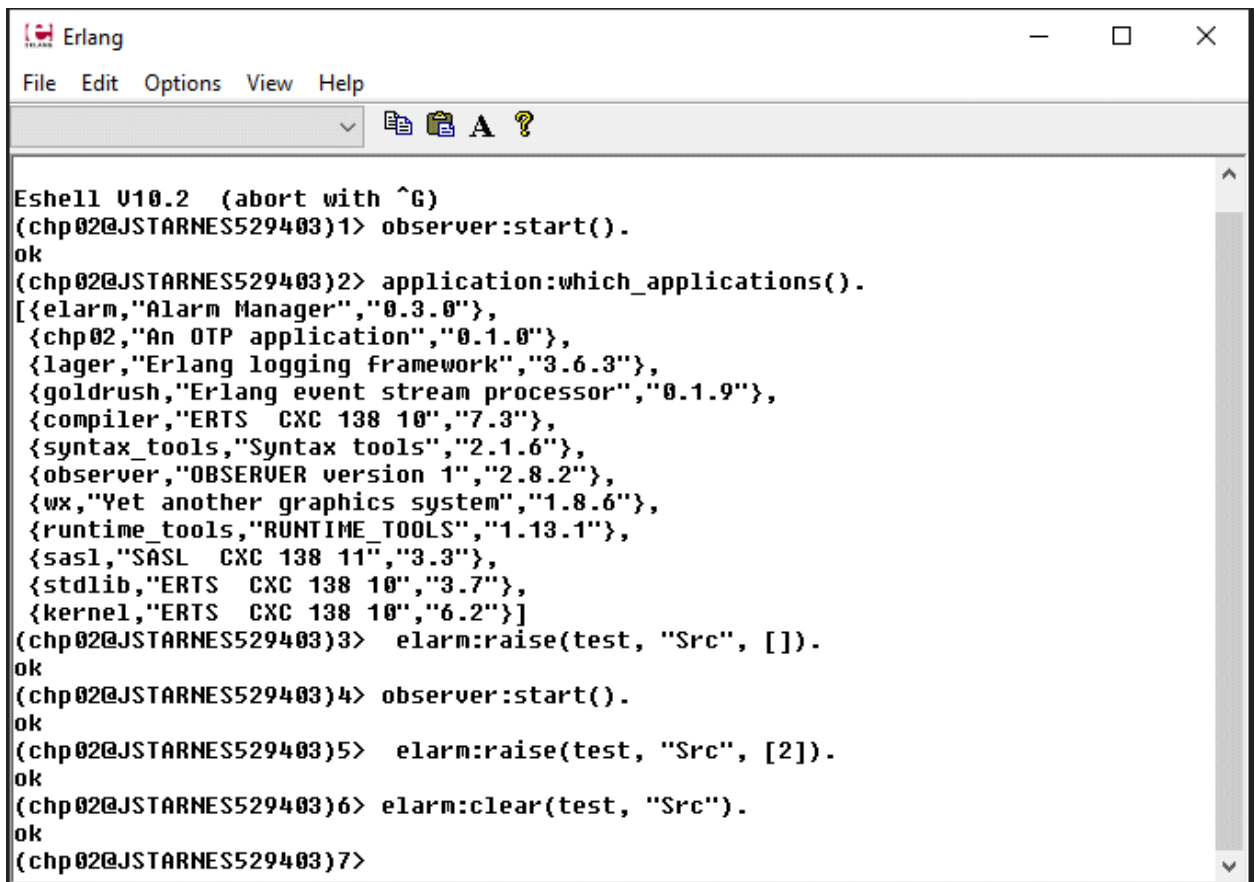 Erlang
File Edit Options View Help
Eshell V10.2  (abort with ^G)
(chp02@JSTARNES529403)1> observer:start().
ok
(chp02@JSTARNES529403)2> application:which_applications().
[{elarm,"Alarm Manager","0.3.0"},
 {chp02,"An OTP application","0.1.0"},
 {lager,"Erlang logging framework","3.6.3"},
 {goldrush,"Erlang event stream processor","0.1.9"},
 {compiler,"ERTS  CXC 138 10","7.3"},
 {syntax_tools,"Syntax tools","2.1.6"},
 {observer,"OBSERVER version 1","2.8.2"},
 {wx,"Yet another graphics system","1.8.6"},
 {runtime_tools,"RUNTIME_TOOLS","1.13.1"},
 {sasl,"SASL  CXC 138 11","3.3"},
 {stdlib,"ERTS  CXC 138 10","3.7"},
 {kernel,"ERTS  CXC 138 10","6.2"}]
(chp02@JSTARNES529403)3>  elarm:raise(test, "Src", []).
ok
(chp02@JSTARNES529403)4> observer:start().
ok
(chp02@JSTARNES529403)5>  elarm:raise(test, "Src", [2]).
ok
(chp02@JSTARNES529403)6> elarm:clear(test, "Src").
ok
(chp02@JSTARNES529403)7>